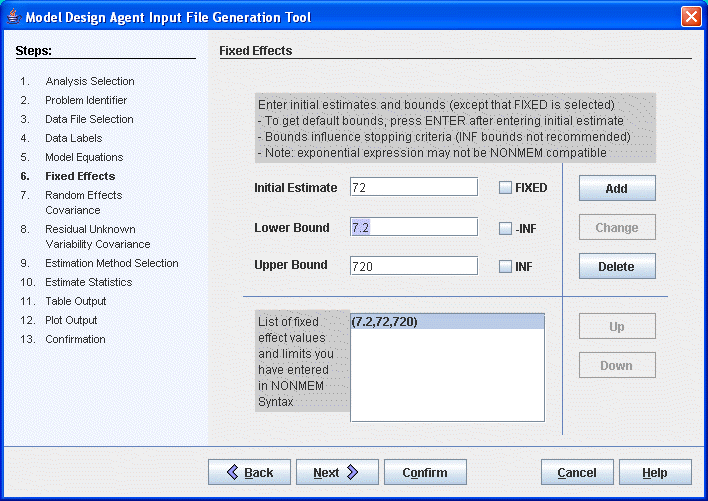 Model Design Agent Input File Generation Tool
Steps:
1. Analysis Selection
2. Problem Identifier
3. Data File Selection
4. Data Labels
5. Model Equations
6. Fixed Effects
7. Random Effects
Covariance
8. Residual Unknown
Variability Covariance
9. Estimation Method Selection
10. Estimate Statistics
11. Table Output
12. Plot Output
13. Confirmation
Fixed Effects
Enter initial estimates and bounds (except that FIXED is selected)
- To get default bounds, press ENTER after entering initial estimate
- Bounds influence stopping criteria (INF bounds not recommended)
- Note: exponential expression may not be NONMEM compatible
Initial Estimate 72 FIXED Add
Lower Bound 7.2 -INF Change
Upper Bound 720 INF Delete
List of fixed
effect values
and limits you
have entered
in NONMEM
Syntax
(7.2,72,720)
Up
Down
Back Next Confirm Cancel Help